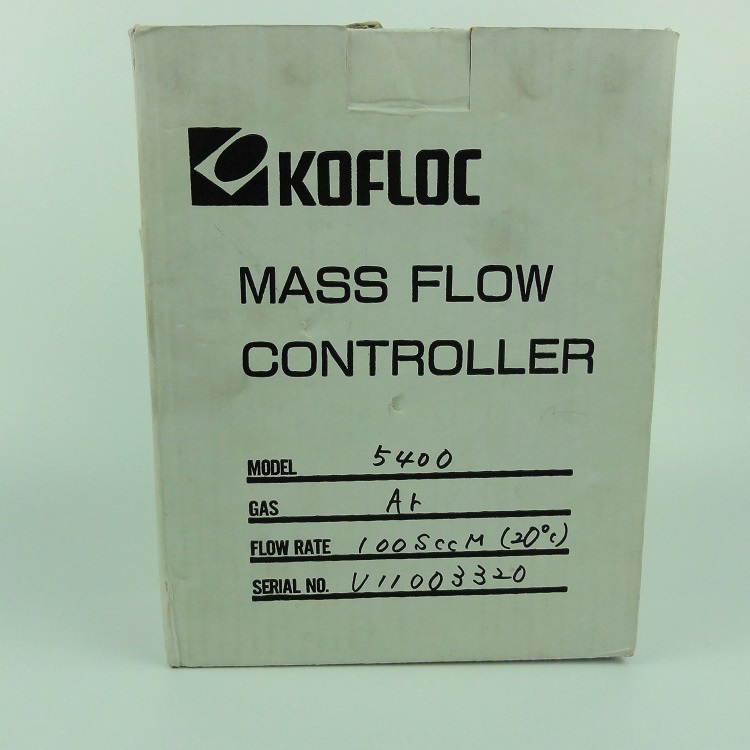 KOFLOC
MASS FLOW
CONTROLLER
MODEL 5400
GAS Ar
FLOW RATE 100SccM (20°c)
SERIAL NO. V11003320